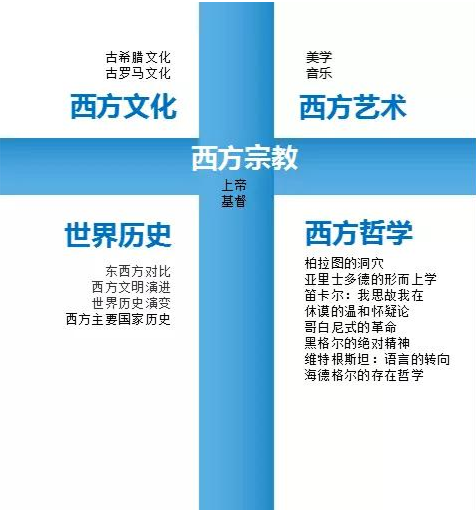 古希腊文化
古罗马文化
西方文化
美学
音乐
西方艺术
西方宗教
上帝
基督
世界历史
东西方对比
西方文明演进
世界历史演变
西方主要国家历史
西方哲学
柏拉图的洞穴
亚里士多德的形而上学
笛卡尔：我思故我在
休谟的温和怀疑论
哥白尼式的革命
黑格尔的绝对精神
维特根斯坦：语言的转向
海德格尔的存在哲学